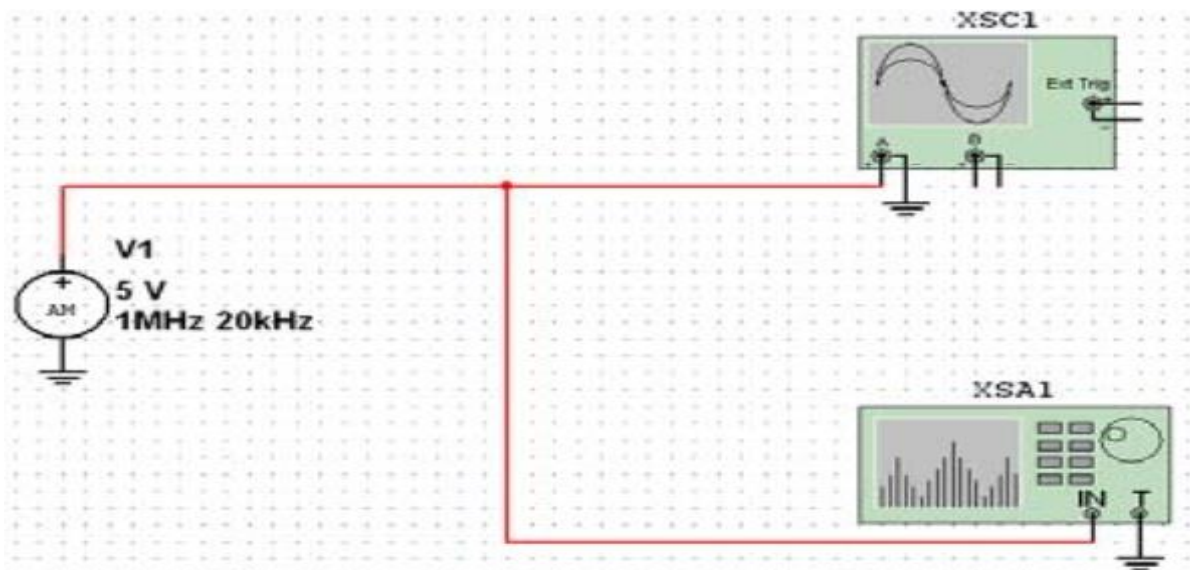 XSC1
Ext Trig
+
-
A
B
+ - + -
V1
+
5 V
AM
1MHz 20kHz
XSA1
IN T